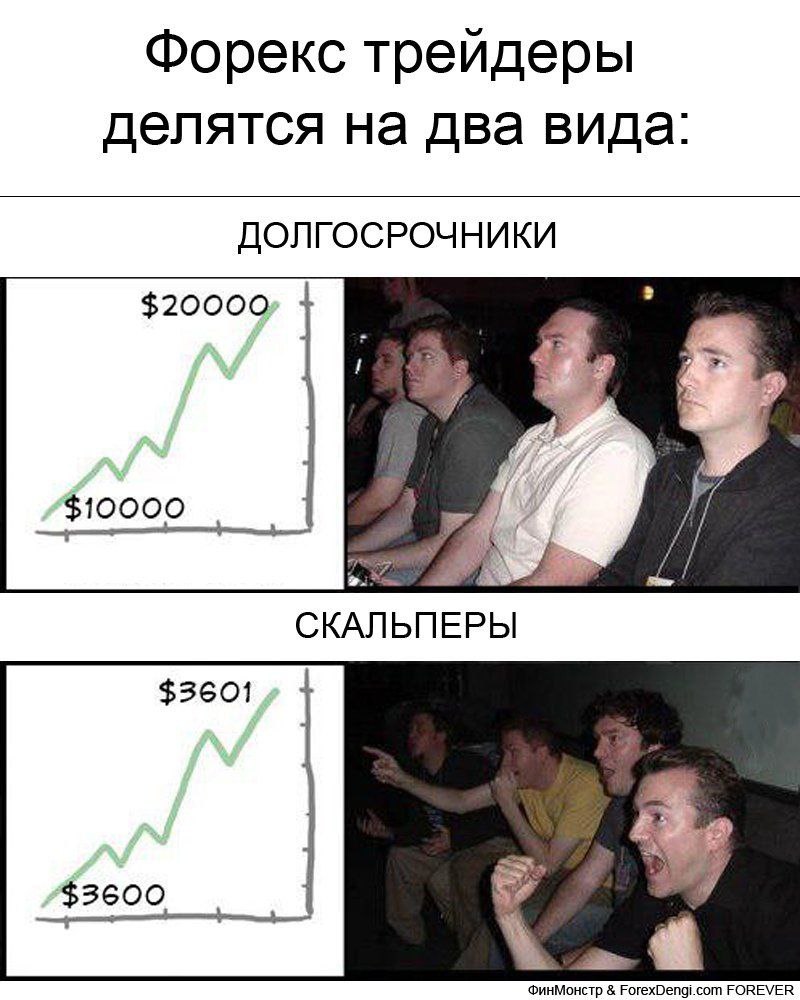 Форекс трейдеры
делятся на два вида:
ДОЛГОСРОЧНИКИ
$20000
$10000
СКАЛЬПЕРЫ
$3601
$3600
ФинМонстр & ForexDengi.com FOREVER